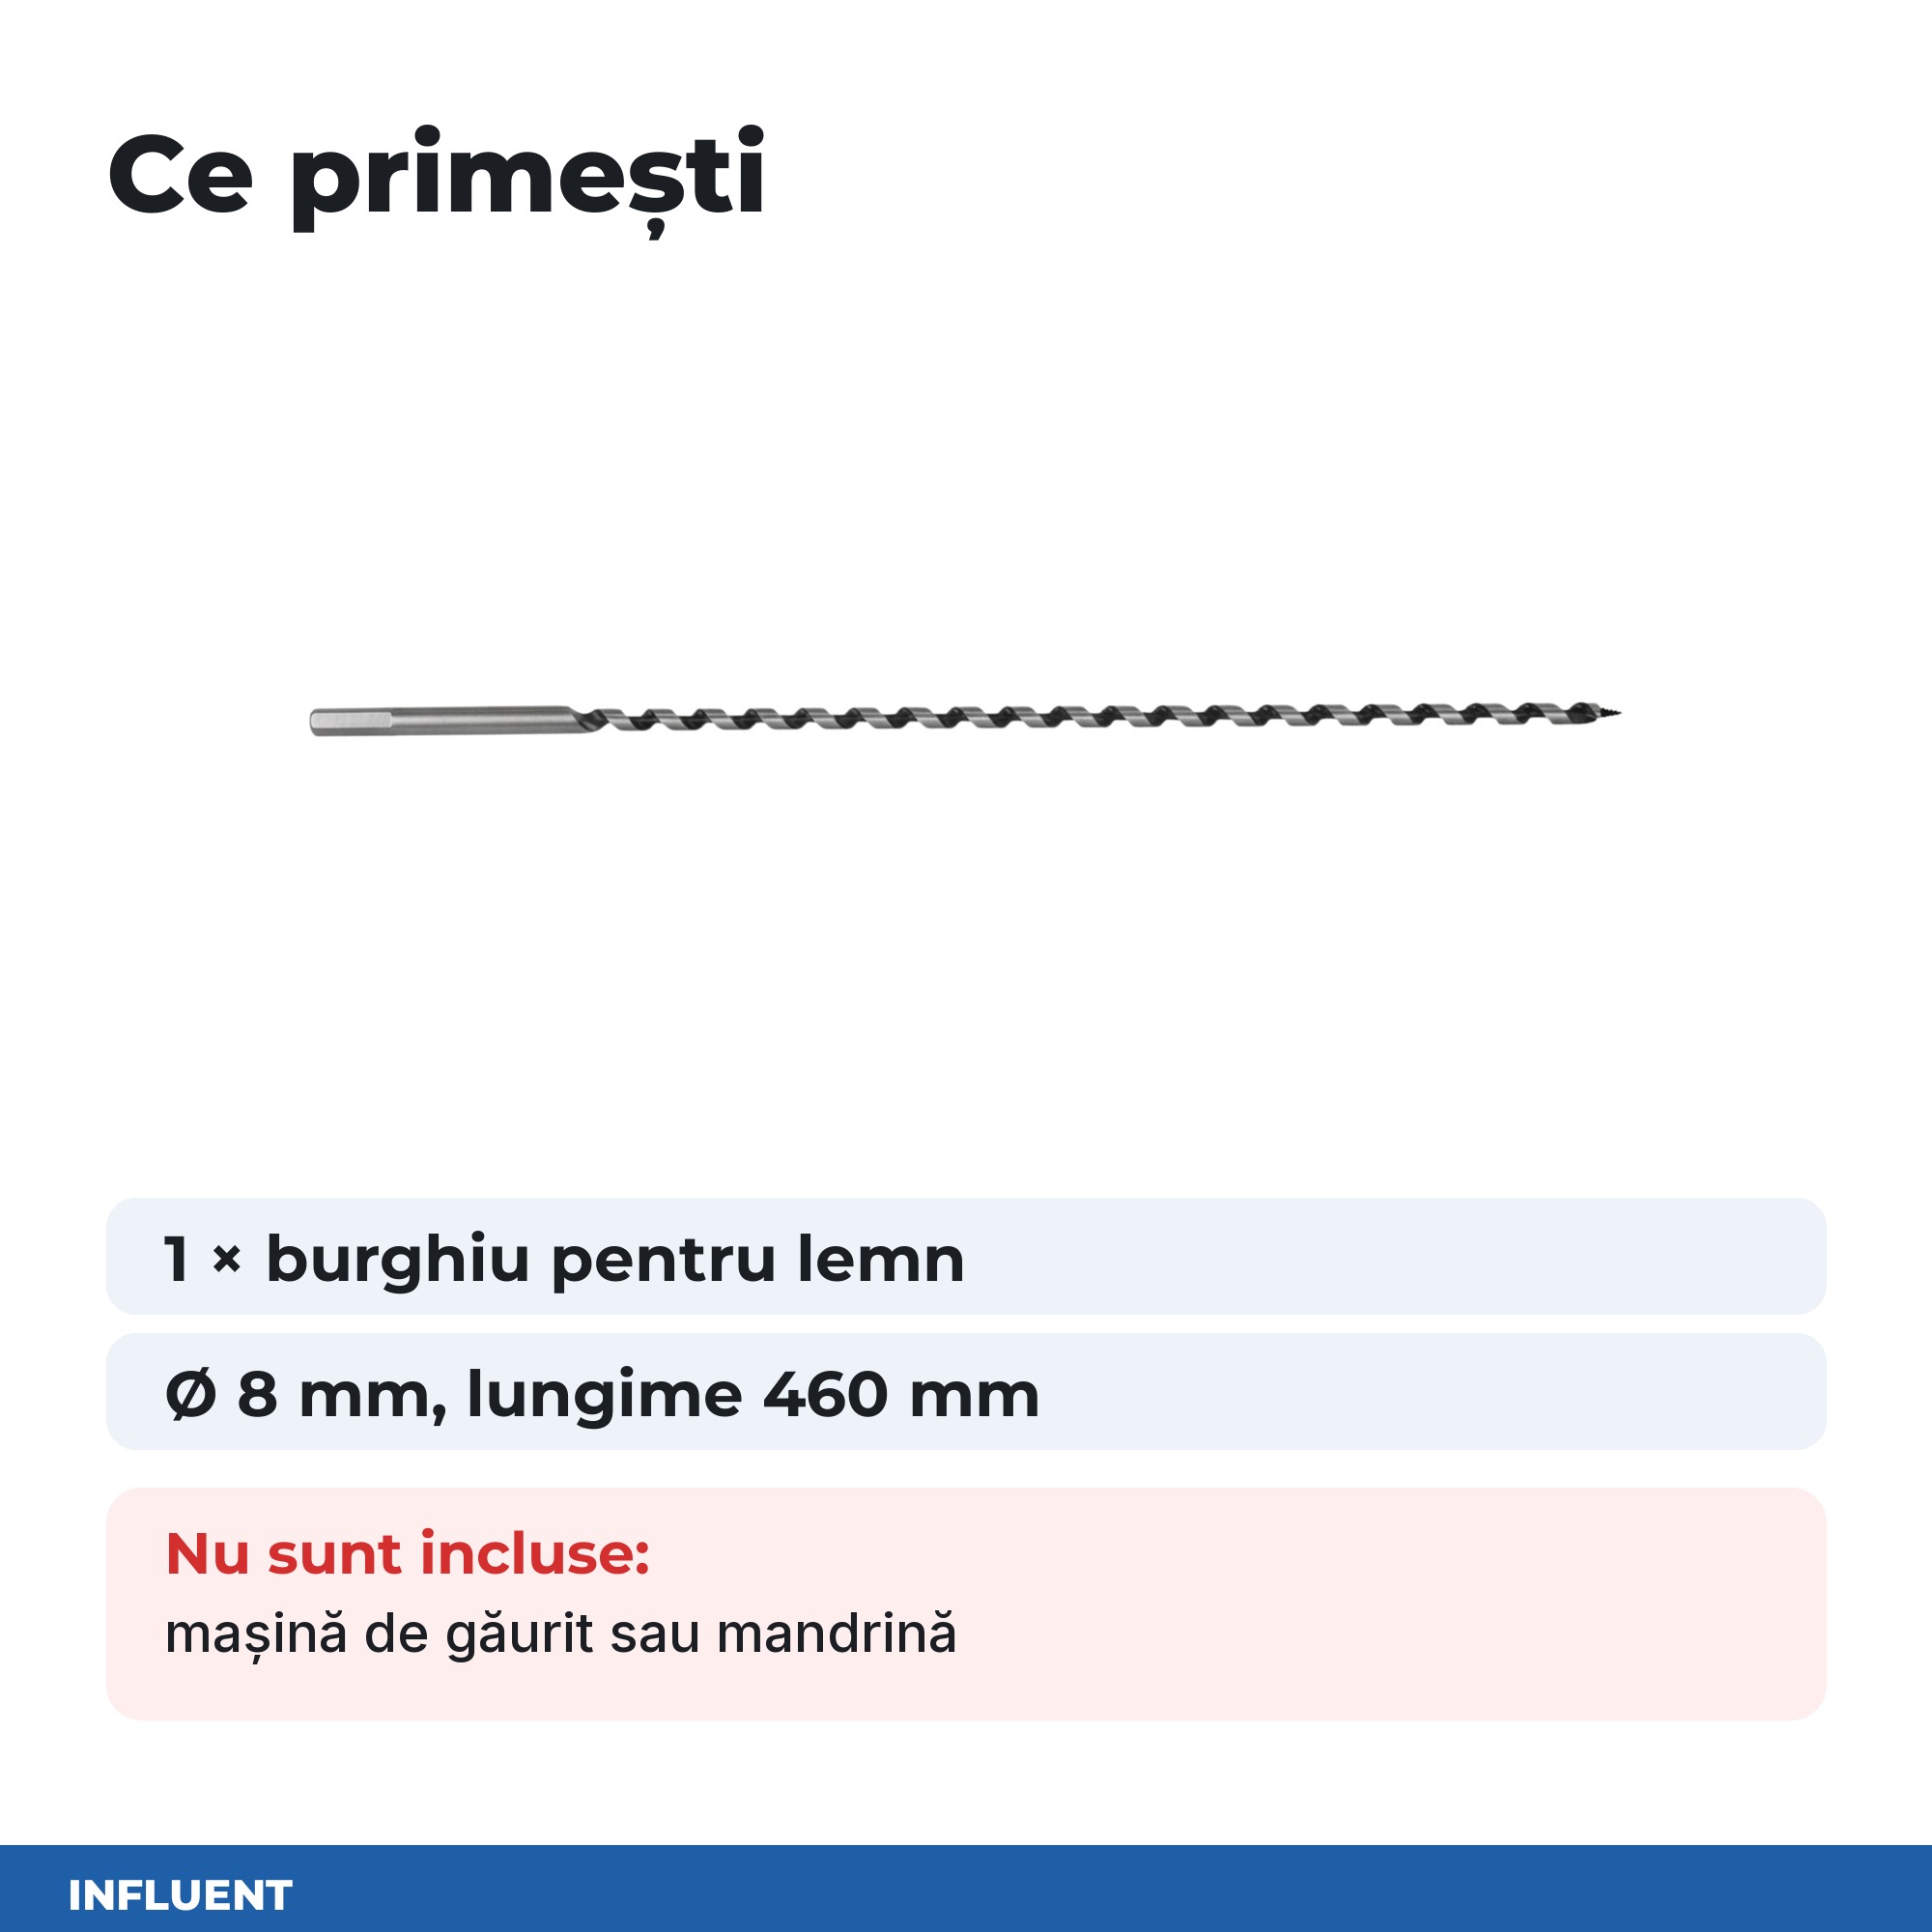 Ce primești
1 × burghiu pentru lemn
Ø 8 mm, lungime 460 mm
Nu sunt incluse:
mașină de găurit sau mandrină
INFLUENT